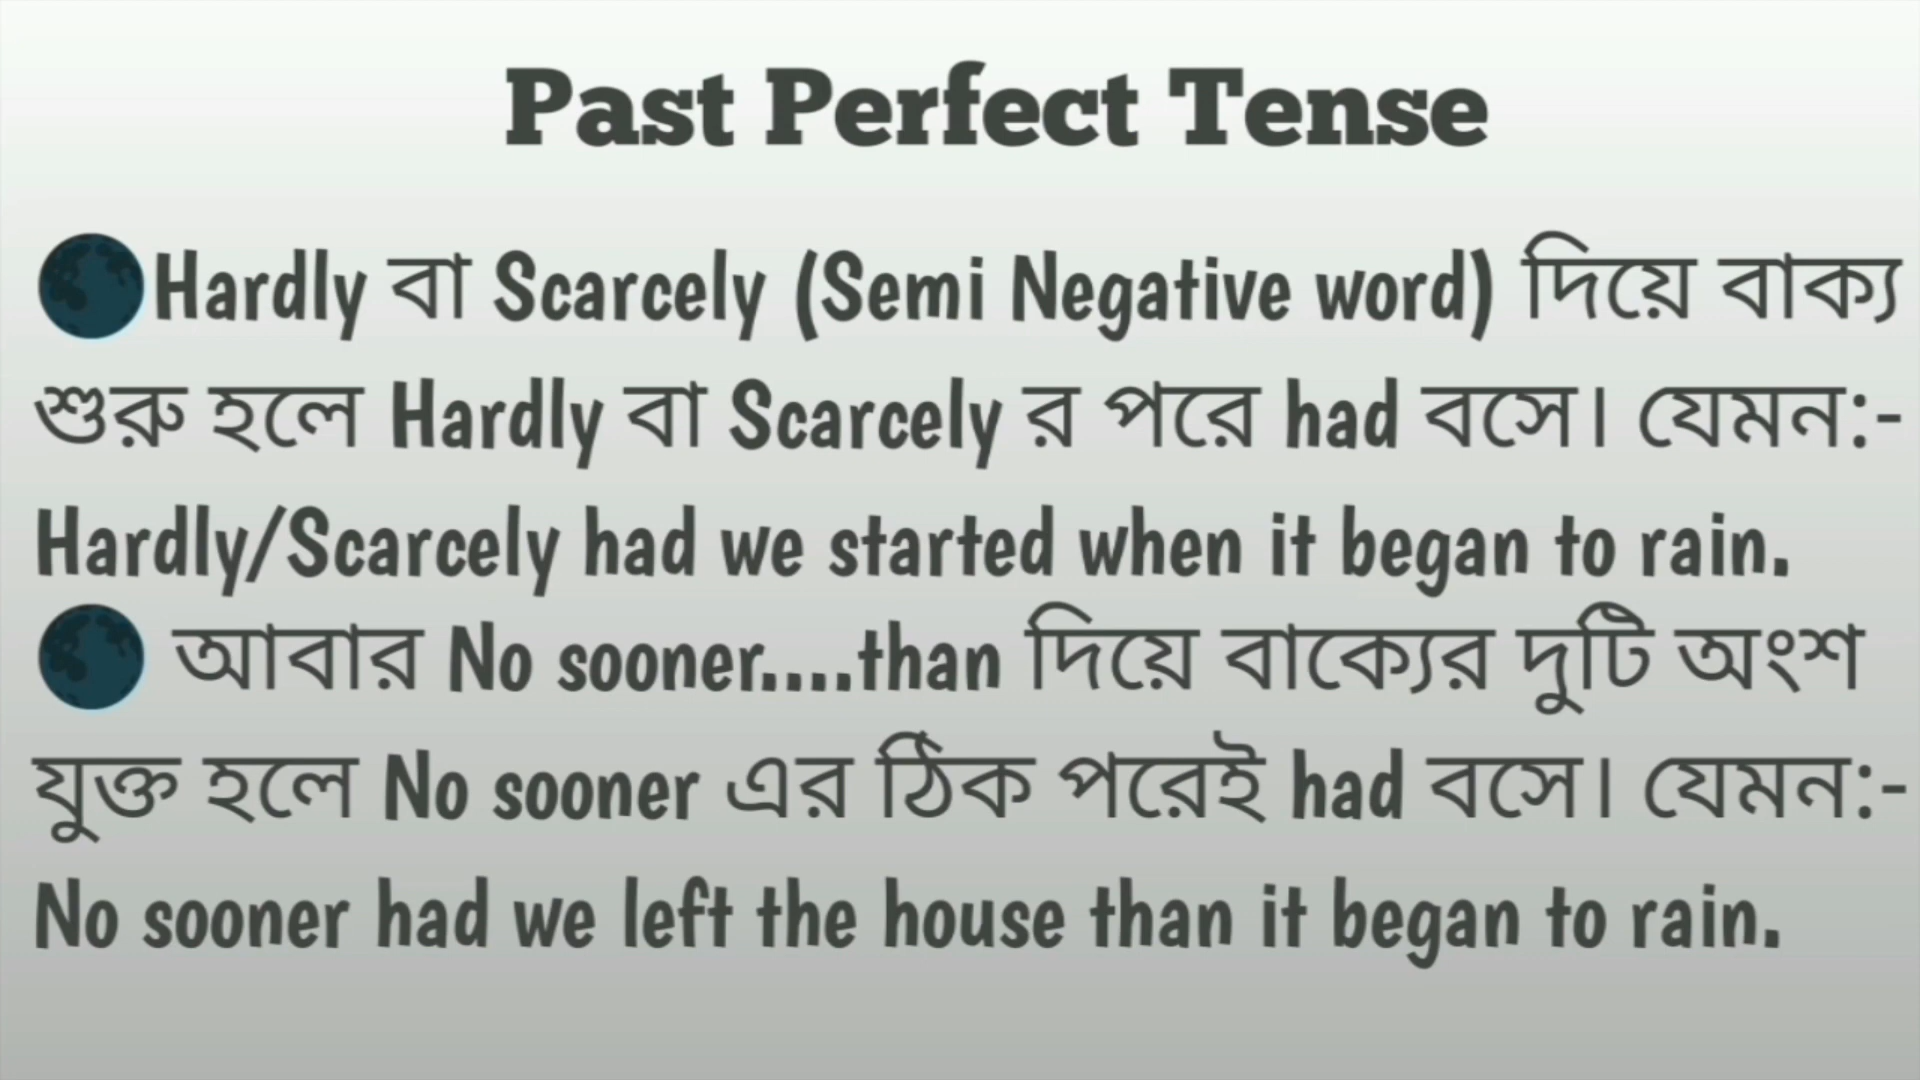 Past Perfect Tense
Hardly বা Scarcely (Semi Negative word) দিয়ে বাক্য
শুরু হলে Hardly বা Scarcely র পরে had বসে। যেমন:-
Hardly/Scarcely had we started when it began to rain.
আবার No sooner....than দিয়ে বাক্যের দুটি অংশ
যুক্ত হলে No sooner এর ঠিক পরেই had বসে। যেমন:-
No sooner had we left the house than it began to rain.